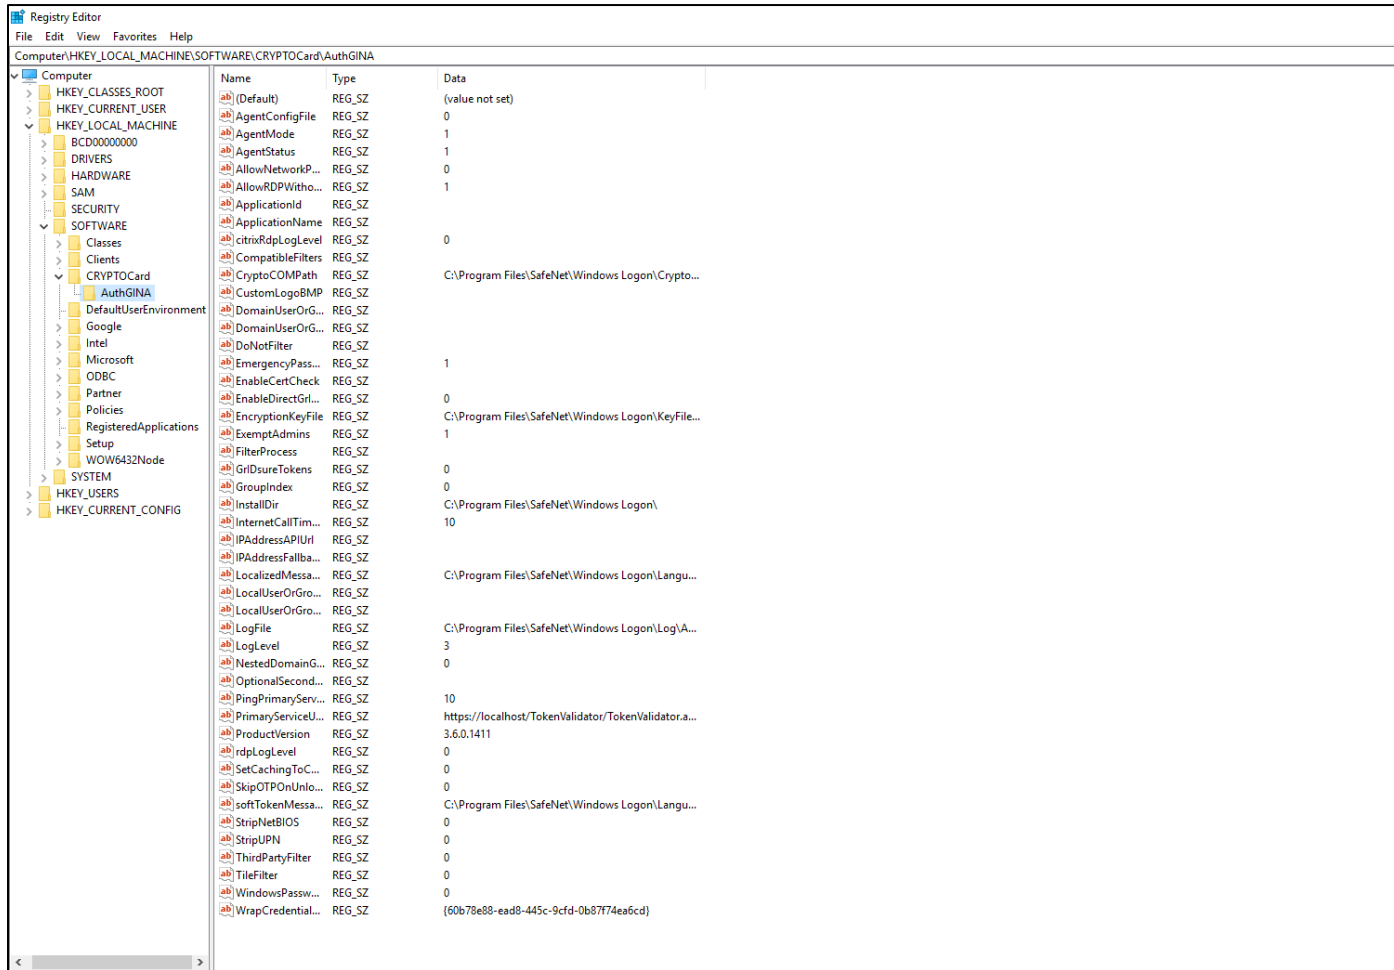 Registry Editor
File Edit View Favorites Help
Computer\HKEY_LOCAL_MACHINE\SOFTWARE\CRYPTOCard\AuthGINA
Computer
HKEY_CLASSES_ROOT
HKEY_CURRENT_USER
HKEY_LOCAL_MACHINE
BCD00000000
DRIVERS
HARDWARE
SAM
SECURITY
SOFTWARE
Classes
Clients
CRYPTOCard
AuthGINA
DefaultUserEnvironment
Google
Intel
Microsoft
ODBC
Partner
Policies
RegisteredApplications
Setup
WOW6432Node
SYSTEM
HKEY_USERS
HKEY_CURRENT_CONFIG
Name Type Data
(Default) REG_SZ (value not set)
AgentConfigFile REG_SZ 0
AgentMode REG_SZ 1
AgentStatus REG_SZ 1
AllowNetworkP... REG_SZ 0
AllowRDPWitho... REG_SZ 1
ApplicationId REG_SZ
ApplicationName REG_SZ
citrixRdpLogLevel REG_SZ 0
CompatibleFilters REG_SZ
CryptoCOMPath REG_SZ C:\Program Files\SafeNet\Windows Logon\Crypto...
CustomLogoBMP REG_SZ
DomainUserOrG... REG_SZ
DomainUserOrG... REG_SZ
DoNotFilter REG_SZ
EmergencyPass... REG_SZ 1
EnableCertCheck REG_SZ
EnableDirectGrI... REG_SZ 0
EncryptionKeyFile REG_SZ C:\Program Files\SafeNet\Windows Logon\KeyFile...
ExemptAdmins REG_SZ 1
FilterProcess REG_SZ
GrIDsureTokens REG_SZ 0
GroupIndex REG_SZ 0
InstallDir REG_SZ C:\Program Files\SafeNet\Windows Logon\
InternetCallTim... REG_SZ 10
IPAddressAPIUrl REG_SZ
IPAddressFallba... REG_SZ
LocalizedMessa... REG_SZ C:\Program Files\SafeNet\Windows Logon\Langu...
LocalUserOrGro... REG_SZ
LocalUserOrGro... REG_SZ
LogFile REG_SZ C:\Program Files\SafeNet\Windows Logon\Log\A...
LogLevel REG_SZ 3
NestedDomainG... REG_SZ 0
OptionalSecond... REG_SZ
PingPrimaryServ... REG_SZ 10
PrimaryServiceU... REG_SZ https://localhost/TokenValidator/TokenValidator.a...
ProductVersion REG_SZ 3.6.0.1411
rdpLogLevel REG_SZ 0
SetCachingToC... REG_SZ 0
SkipOTPOnUnlo... REG_SZ 0
softTokenMessa... REG_SZ C:\Program Files\SafeNet\Windows Logon\Langu...
StripNetBIOS REG_SZ 0
StripUPN REG_SZ 0
ThirdPartyFilter REG_SZ 0
TileFilter REG_SZ 0
WindowsPassw... REG_SZ 0
WrapCredential... REG_SZ {60b78e88-ead8-445c-9cfd-0b87f74ea6cd}